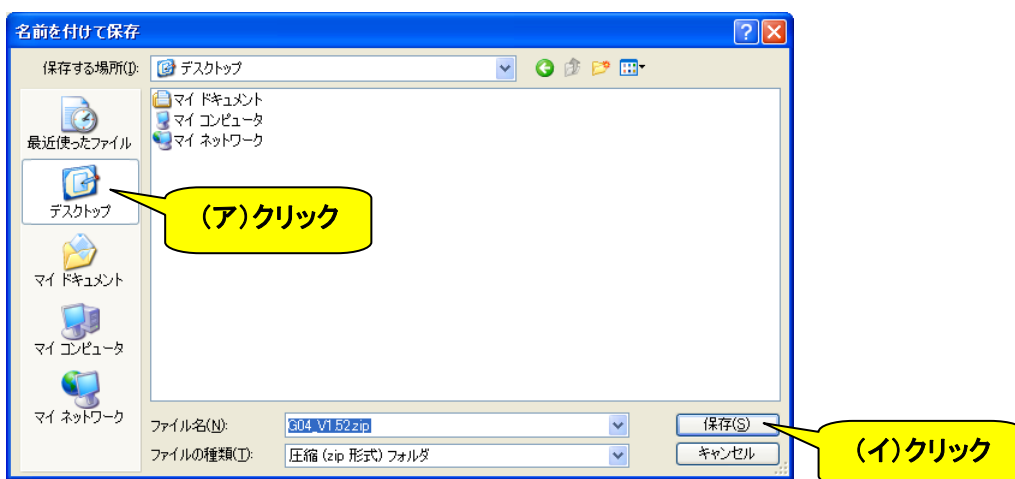 名前を付けて保存
保存する場所(I):
デスクトップ
マイ ドキュメント
マイ コンピュータ
マイ ネットワーク
最近使ったファイル
デスクトップ
マイ ドキュメント
マイ コンピュータ
マイ ネットワーク
(ア)クリック
ファイル名(N):
G04_V1.52.zip
保存(S)
ファイルの種類(T):
圧縮 (zip 形式) フォルダ
キャンセル
(イ)クリック